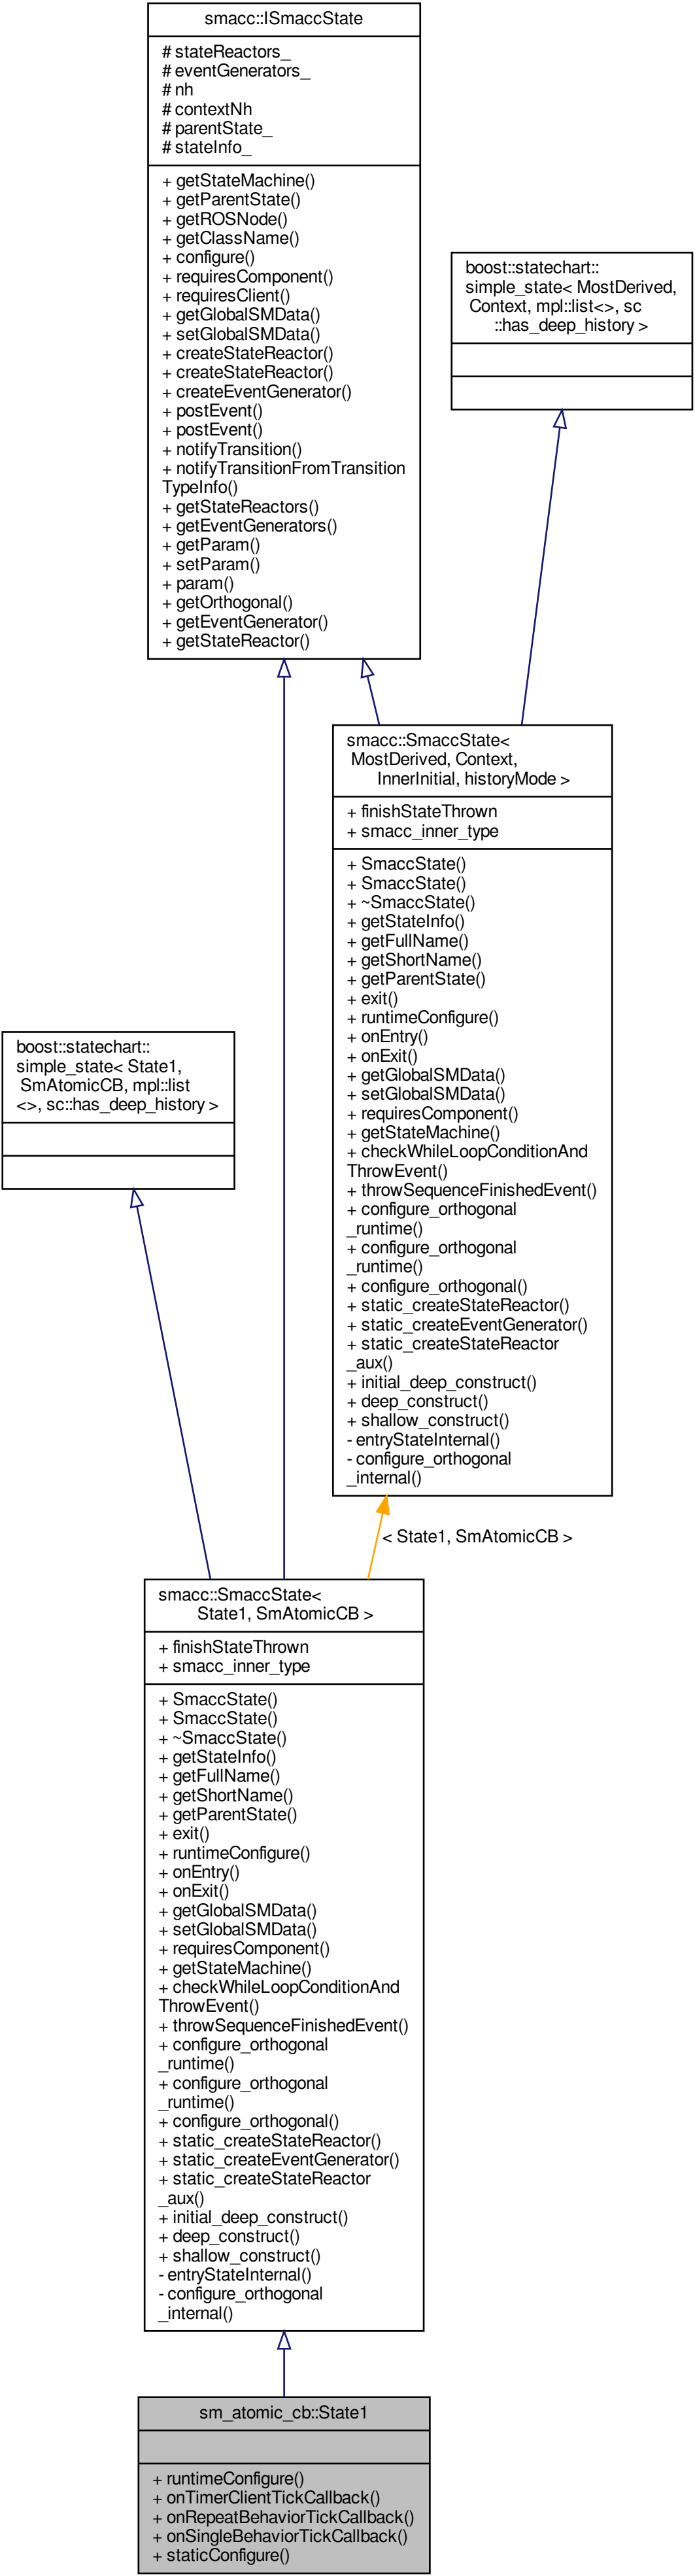 smacc::ISmaccState
# stateReactors_
# eventGenerators_
# nh
# contextNh
# parentState_
# stateInfo_
+ getStateMachine()
+ getParentState()
+ getROSNode()
+ getClassName()
+ configure()
+ requiresComponent()
+ requiresClient()
+ getGlobalSMData()
+ setGlobalSMData()
+ createStateReactor()
+ createStateReactor()
+ createEventGenerator()
+ postEvent()
+ postEvent()
+ notifyTransition()
+ notifyTransitionFromTransition
TypeInfo()
+ getStateReactors()
+ getEventGenerators()
+ getParam()
+ setParam()
+ param()
+ getOrthogonal()
+ getEventGenerator()
+ getStateReactor()
boost::statechart::
simple_state< MostDerived,
Context, mpl::list<>, sc
::has_deep_history >
smacc::SmaccState<
MostDerived, Context,
InnerInitial, historyMode >
+ finishStateThrown
+ smacc_inner_type
+ SmaccState()
+ SmaccState()
+ ~SmaccState()
+ getStateInfo()
+ getFullName()
+ getShortName()
+ getParentState()
+ exit()
+ runtimeConfigure()
+ onEntry()
+ onExit()
+ getGlobalSMData()
+ setGlobalSMData()
+ requiresComponent()
+ getStateMachine()
+ checkWhileLoopConditionAnd
ThrowEvent()
+ throwSequenceFinishedEvent()
+ configure_orthogonal
_runtime()
+ configure_orthogonal
_runtime()
+ configure_orthogonal()
+ static_createStateReactor()
+ static_createEventGenerator()
+ static_createStateReactor
_aux()
+ initial_deep_construct()
+ deep_construct()
+ shallow_construct()
- entryStateInternal()
- configure_orthogonal
_internal()
boost::statechart::
simple_state< State1,
SmAtomicCB, mpl::list
<>, sc::has_deep_history >
< State1, SmAtomicCB >
smacc::SmaccState<
State1, SmAtomicCB >
+ finishStateThrown
+ smacc_inner_type
+ SmaccState()
+ SmaccState()
+ ~SmaccState()
+ getStateInfo()
+ getFullName()
+ getShortName()
+ getParentState()
+ exit()
+ runtimeConfigure()
+ onEntry()
+ onExit()
+ getGlobalSMData()
+ setGlobalSMData()
+ requiresComponent()
+ getStateMachine()
+ checkWhileLoopConditionAnd
ThrowEvent()
+ throwSequenceFinishedEvent()
+ configure_orthogonal
_runtime()
+ configure_orthogonal
_runtime()
+ configure_orthogonal()
+ static_createStateReactor()
+ static_createEventGenerator()
+ static_createStateReactor
_aux()
+ initial_deep_construct()
+ deep_construct()
+ shallow_construct()
- entryStateInternal()
- configure_orthogonal
_internal()
sm_atomic_cb::State1
+ runtimeConfigure()
+ onTimerClientTickCallback()
+ onRepeatBehaviorTickCallback()
+ onSingleBehaviorTickCallback()
+ staticConfigure()